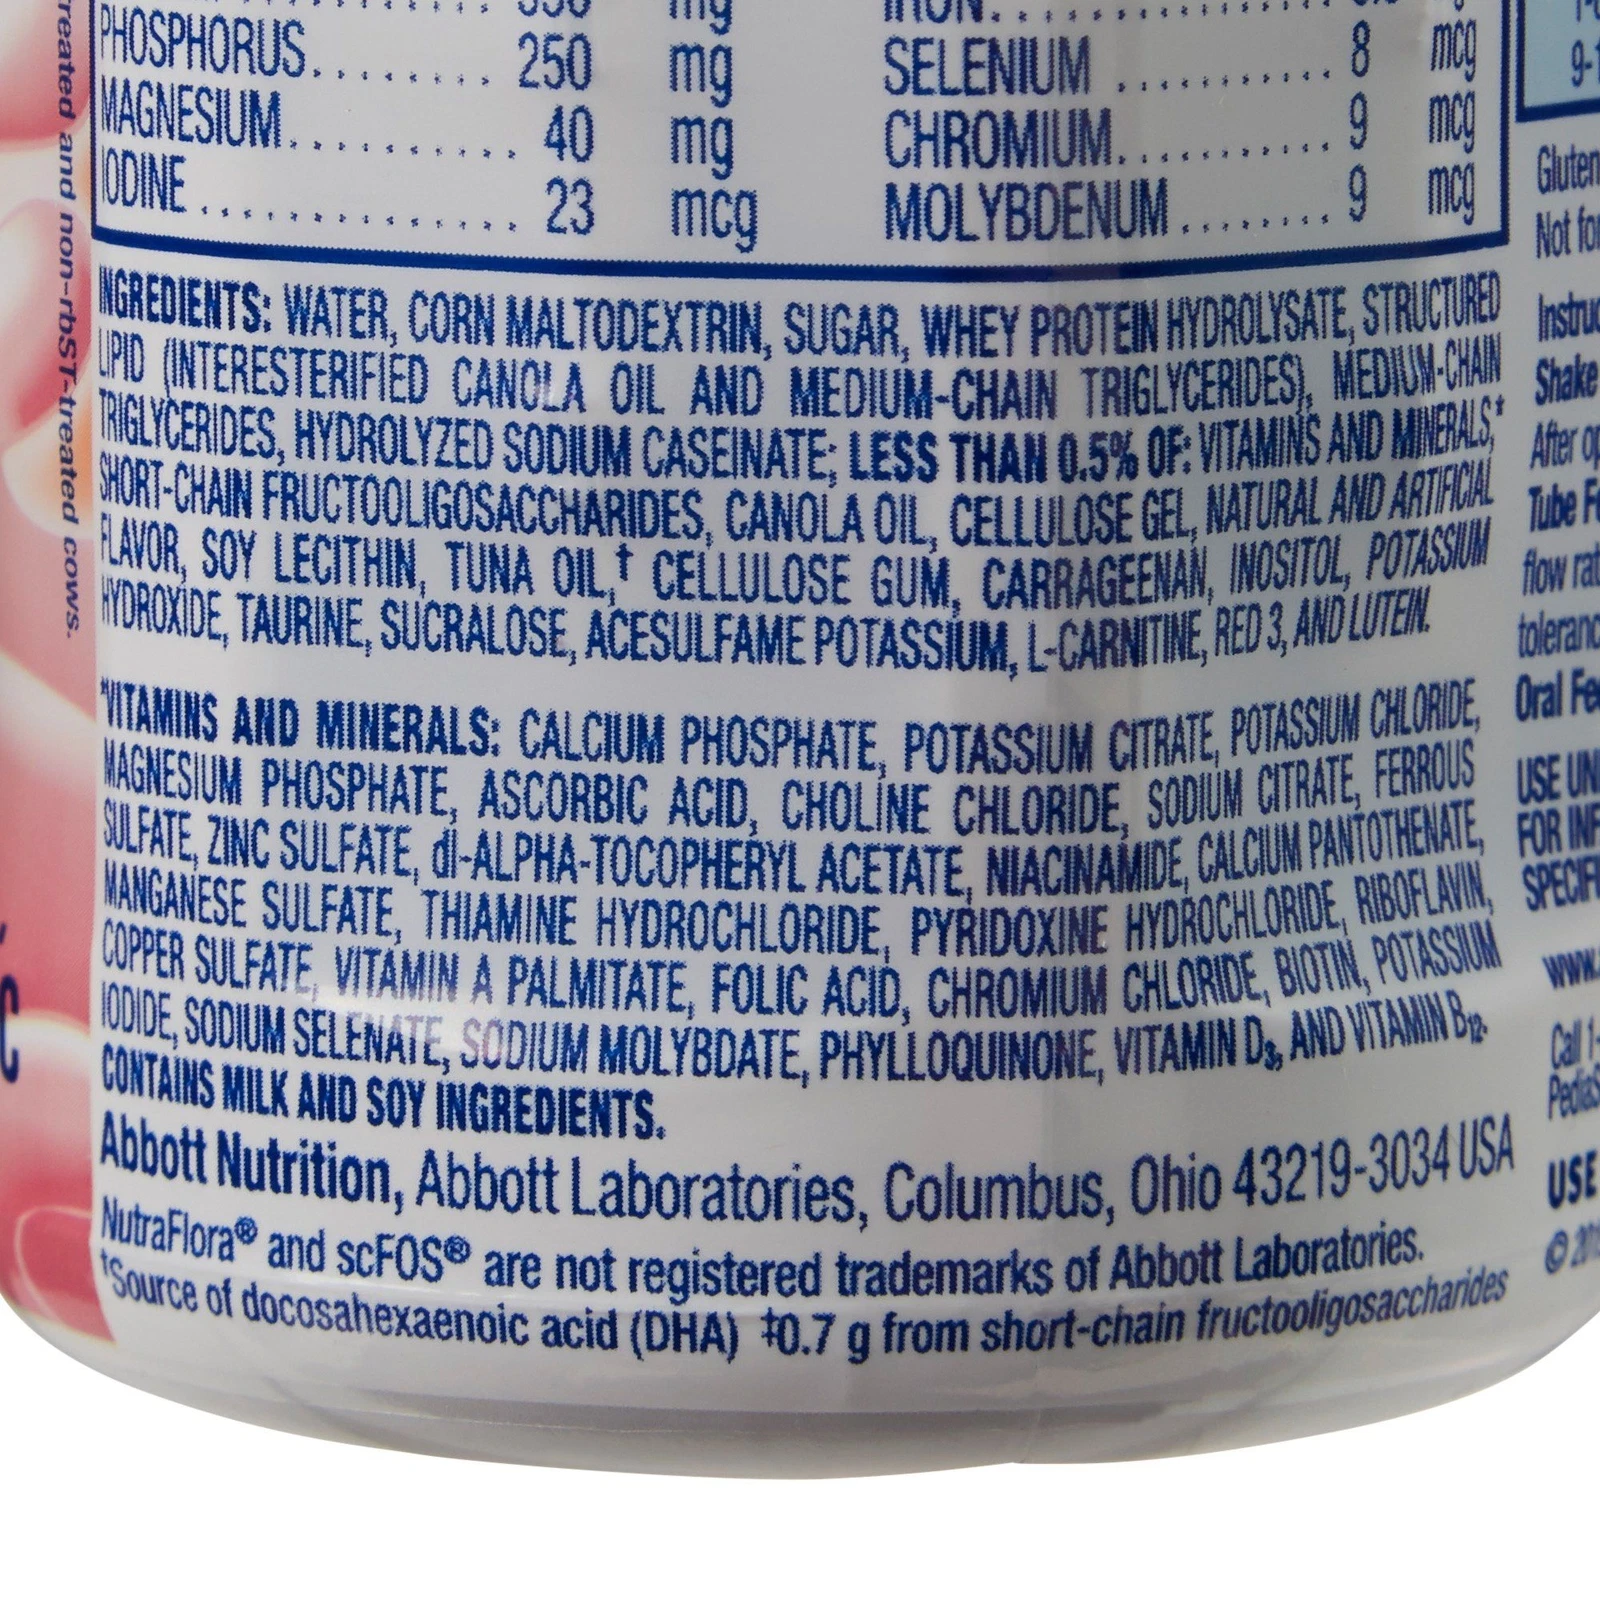 PHOSPHORUS......... 250 mg
MAGNESIUM........... 40 mg
IODINE............... 23 mcg
IRON
SELENIUM............ 8 mcg
CHROMIUM........... 9 mcg
MOLYBDENUM........ 9 mcg
INGREDIENTS: WATER, CORN MALTODEXTRIN, SUGAR, WHEY PROTEIN HYDROLYSATE, STRUCTURED
LIPID (INTERESTERIFIED CANOLA OIL AND MEDIUM-CHAIN TRIGLYCERIDES), MEDIUM-CHAIN
TRIGLYCERIDES, HYDROLYZED SODIUM CASEINATE; LESS THAN 0.5% OF: VITAMINS AND MINERALS,*
SHORT-CHAIN FRUCTOOLIGOSACCHARIDES, CANOLA OIL, CELLULOSE GEL, NATURAL AND ARTIFICIAL
FLAVOR, SOY LECITHIN, TUNA OIL,† CELLULOSE GUM, CARRAGEENAN, INOSITOL, POTASSIUM
HYDROXIDE, TAURINE, SUCRALOSE, ACESULFAME POTASSIUM, L-CARNITINE, RED 3, AND LUTEIN.
*VITAMINS AND MINERALS: CALCIUM PHOSPHATE, POTASSIUM CITRATE, POTASSIUM CHLORIDE,
MAGNESIUM PHOSPHATE, ASCORBIC ACID, CHOLINE CHLORIDE, SODIUM CITRATE, FERROUS
SULFATE, ZINC SULFATE, dl-ALPHA-TOCOPHERYL ACETATE, NIACINAMIDE, CALCIUM PANTOTHENATE,
MANGANESE SULFATE, THIAMINE HYDROCHLORIDE, PYRIDOXINE HYDROCHLORIDE, RIBOFLAVIN,
COPPER SULFATE, VITAMIN A PALMITATE, FOLIC ACID, CHROMIUM CHLORIDE, BIOTIN, POTASSIUM
IODIDE, SODIUM SELENATE, SODIUM MOLYBDATE, PHYLLOQUINONE, VITAMIN D3, AND VITAMIN B12.
CONTAINS MILK AND SOY INGREDIENTS.
Abbott Nutrition, Abbott Laboratories, Columbus, Ohio 43219-3034 USA
NutraFlora® and scFOS® are not registered trademarks of Abbott Laboratories.
†Source of docosahexaenoic acid (DHA) ‡0.7 g from short-chain fructooligosaccharides
treated and non-rbST-treated cows.
Gluten
Not for
Shake
After
Tube
flow
Oral
USE
FOR
Call 1-
USE